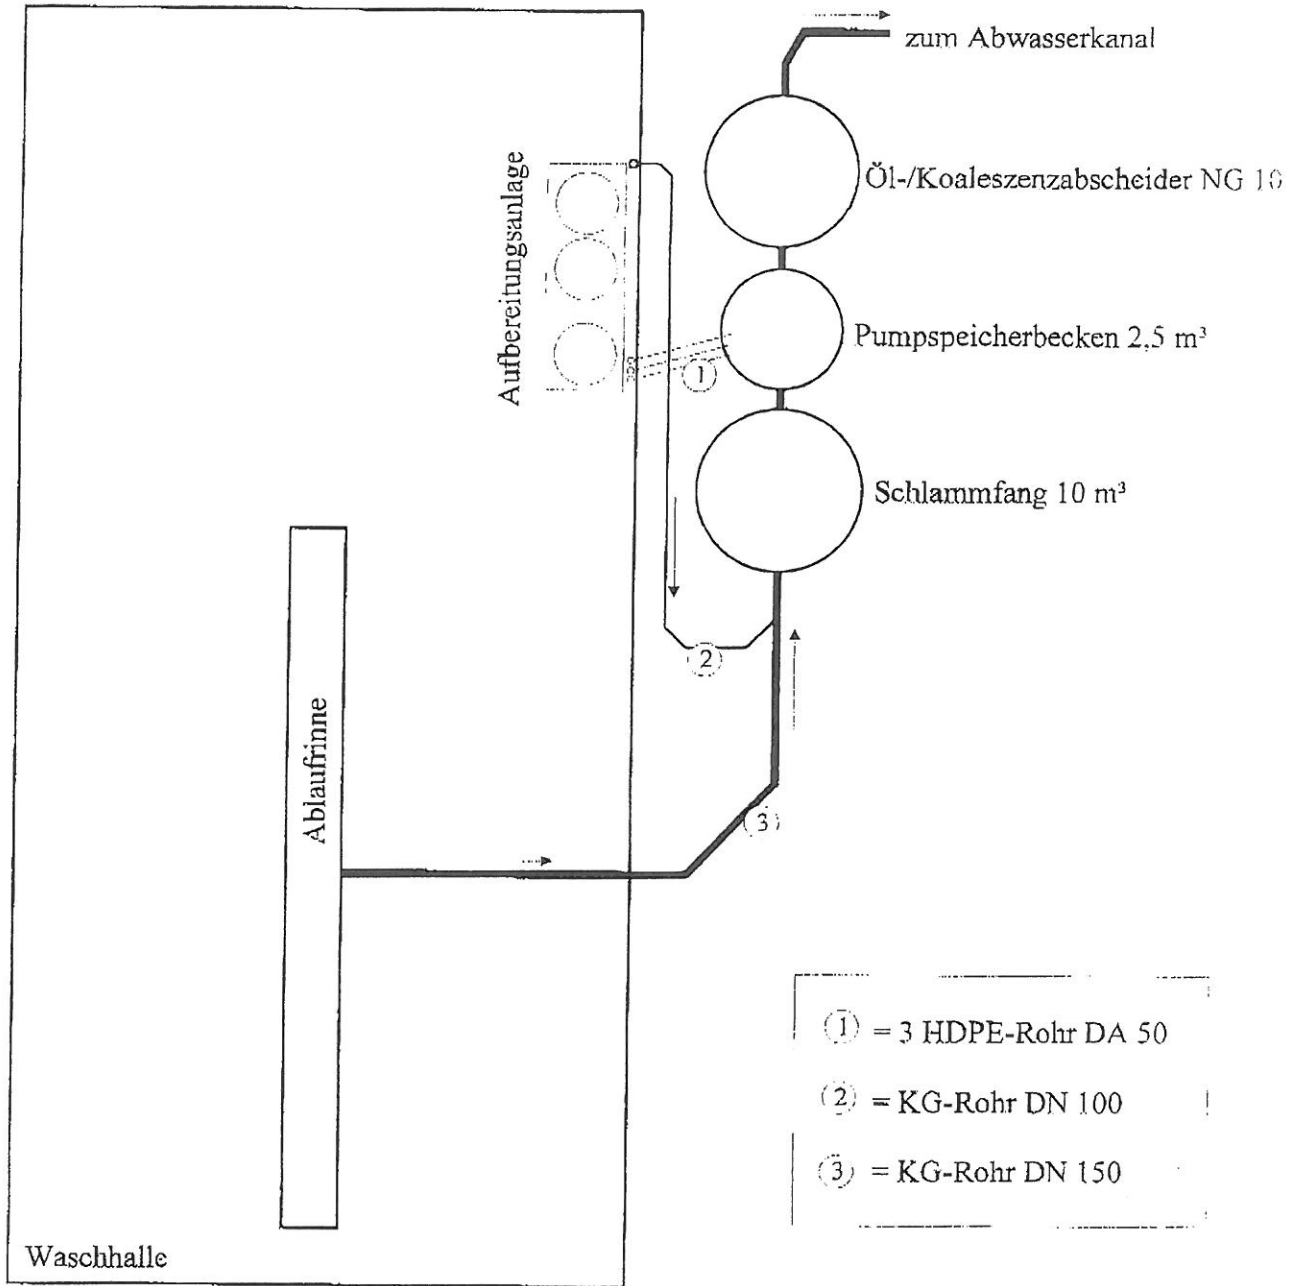 zum Abwasserkanal
Öl-/Koaleszenzabscheider NG 10
Aufbereitungsanlage
Pumpspeicherbecken 2,5 m³
1
Schlammfang 10 m³
2
Ablaufrinne
3
1 = 3 HDPE-Rohr DA 50
2 = KG-Rohr DN 100
3 = KG-Rohr DN 150
Waschhalle